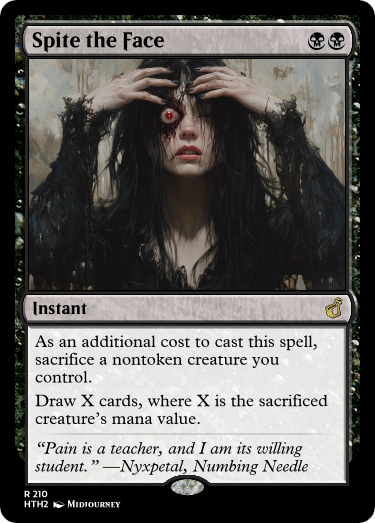 Spite the Face
Instant
As an additional cost to cast this spell,
sacrifice a nontoken creature you
control.
Draw X cards, where X is the sacrificed
creature's mana value.
“Pain is a teacher, and I am its willing
student.” —Nyxpetal, Numbing Needle
R 210
HTH2 Midjourney